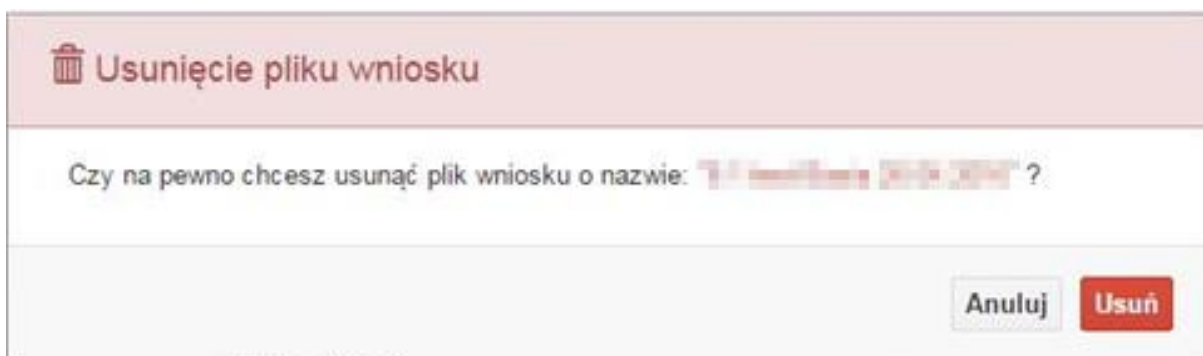 Usunięcie pliku wniosku
Czy na pewno chcesz usunąć plik wniosku o nazwie: ?
Anuluj Usuń